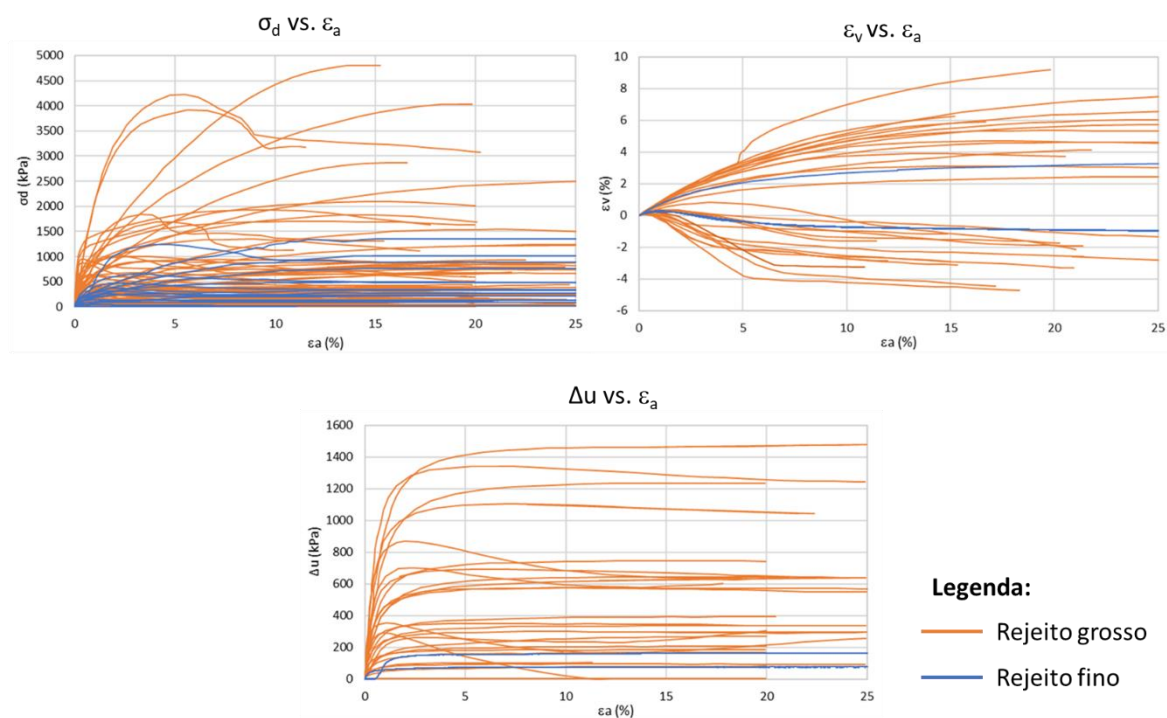 σd vs. εa
5000
4500
4000
3500
3000
2500
2000
1500
1000
500
0
σd (kPa)
0 5 10 15 20 25
εa (%)
εv vs. εa
10
8
6
4
2
0
-2
-4
-6
εv (%)
0 5 10 15 20 25
εa (%)
Δu vs. εa
1600
1400
1200
1000
800
600
400
200
0
Δu (kPa)
0 5 10 15 20 25
εa (%)
Legenda:
Rejeito grosso
Rejeito fino